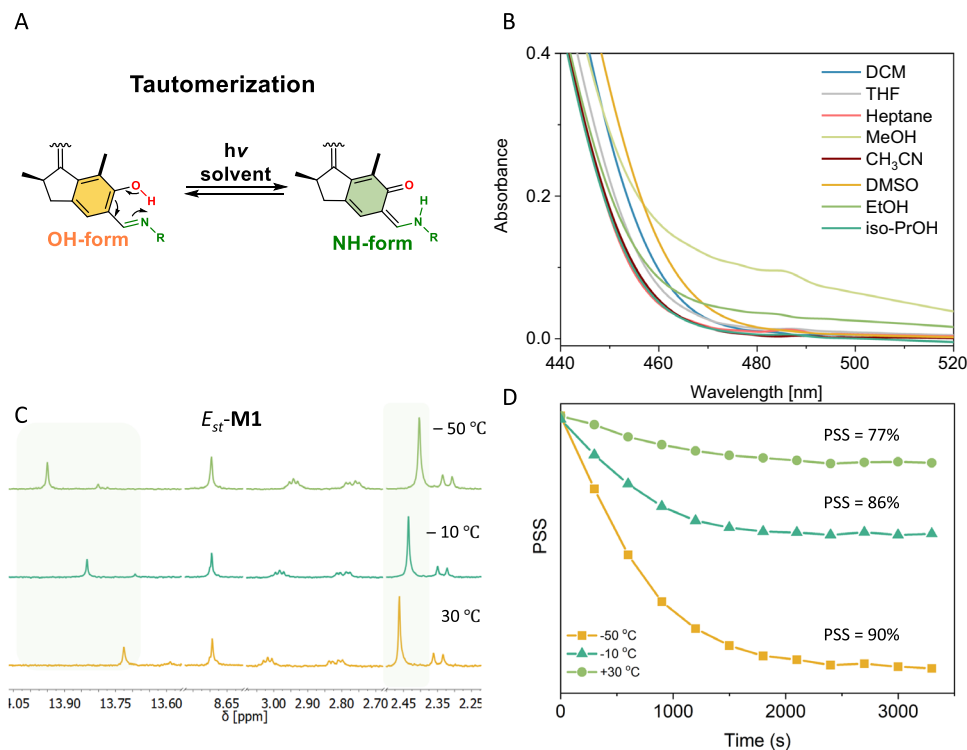 A
Tautomerization
hv
solvent
O
H
N
R
OH-form
O
H
N
R
NH-form
B
Absorbance
0.4
0.2
0.0
440
460
480
500
520
Wavelength [nm]
DCM
THF
Heptane
MeOH
CH3CN
DMSO
EtOH
iso-PrOH
C
Est-M1
– 50 °C
– 10 °C
30 °C
4.05
13.90
13.75
13.60
8.65
3.00
2.90
2.80
2.70
2.45
2.35
2.25
δ [ppm]
D
PSS
PSS = 77%
PSS = 86%
PSS = 90%
-50 °C
-10 °C
+30 °C
0
1000
2000
3000
Time (s)